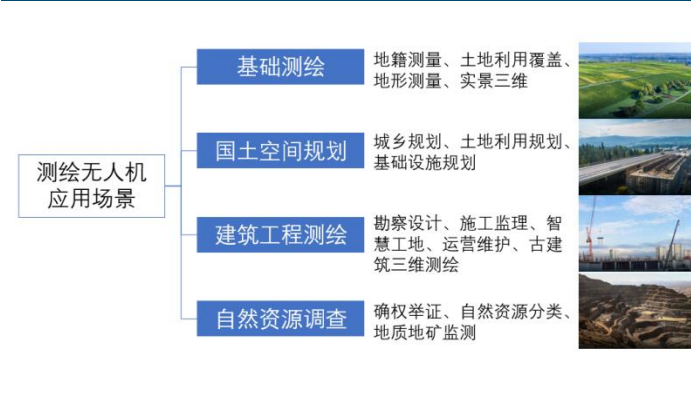 测绘无人机
应用场景
基础测绘
地籍测量、土地利用覆盖、
地形测量、实景三维
国土空间规划
城乡规划、土地利用规划、
基础设施规划
建筑工程测绘
勘察设计、施工监理、智
慧工地、运营维护、古建
筑三维测绘
自然资源调查
确权举证、自然资源分类、
地质地矿监测